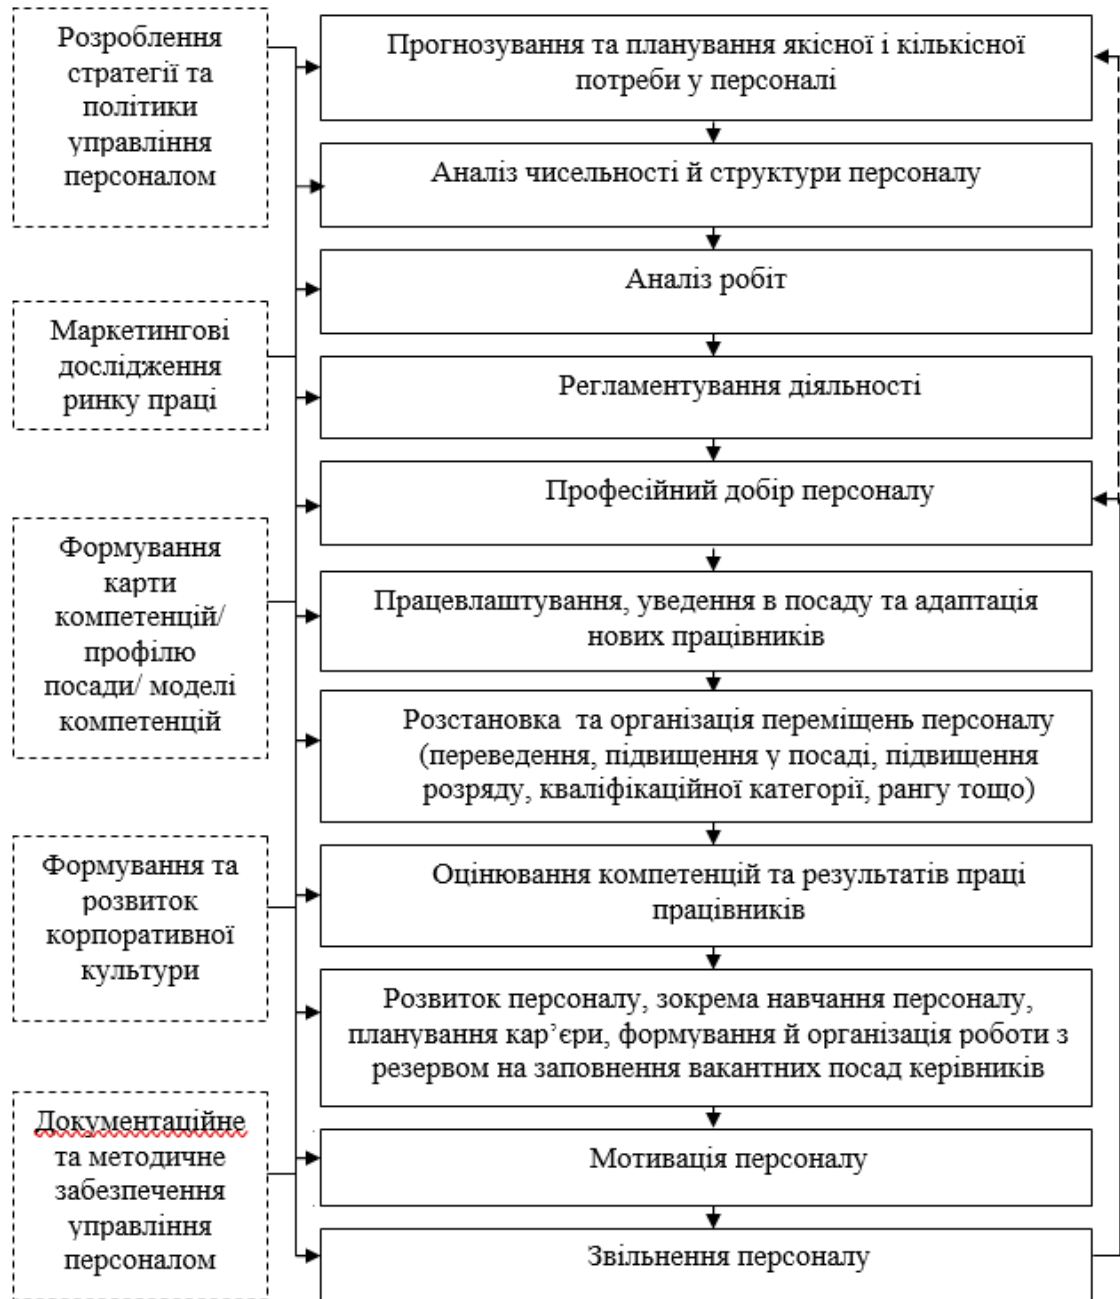 Розроблення
стратегії та
політики
управління
персоналом
Маркетингові
дослідження
ринку праці
Формування
карти
компетенцій/
профілю
посади/ моделі
компетенцій
Формування та
розвиток
корпоративної
культури
Документаційне
та методичне
забезпечення
управління
персоналом
Прогнозування та планування якісної і кількісної
потреби у персоналі
Аналіз чисельності й структури персоналу
Аналіз робіт
Регламентування діяльності
Професійний добір персоналу
Працевлаштування, уведення в посаду та адаптація
нових працівників
Розстановка та організація переміщень персоналу
(переведення, підвищення у посаді, підвищення
розряду, кваліфікаційної категорії, рангу тощо)
Оцінювання компетенцій та результатів праці
працівників
Розвиток персоналу, зокрема навчання персоналу,
планування кар’єри, формування й організація роботи з
резервом на заповнення вакантних посад керівників
Мотивація персоналу
Звільнення персоналу